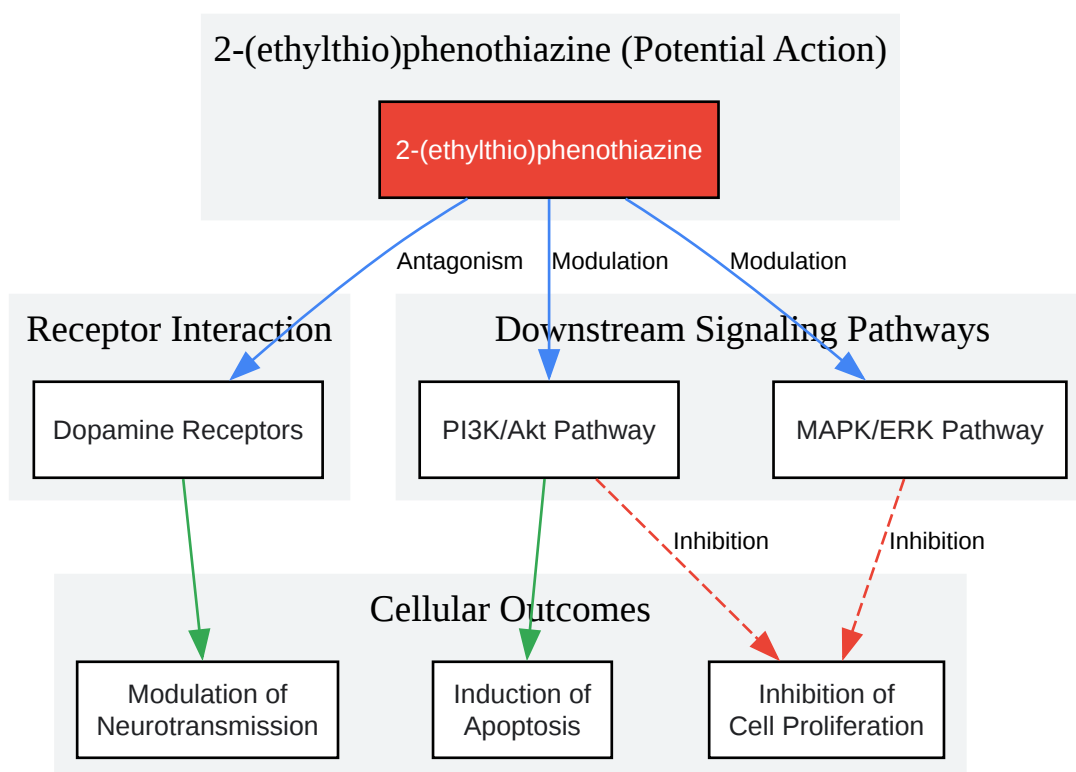 2-(ethylthio)phenothiazine (Potential Action)
2-(ethylthio)phenothiazine
Antagonism
Modulation
Modulation
Receptor Interaction
Downstream Signaling Pathways
Dopamine Receptors
PI3K/Akt Pathway
MAPK/ERK Pathway
Inhibition
Inhibition
Cellular Outcomes
Modulation of
Neurotransmission
Induction of
Apoptosis
Inhibition of
Cell Proliferation